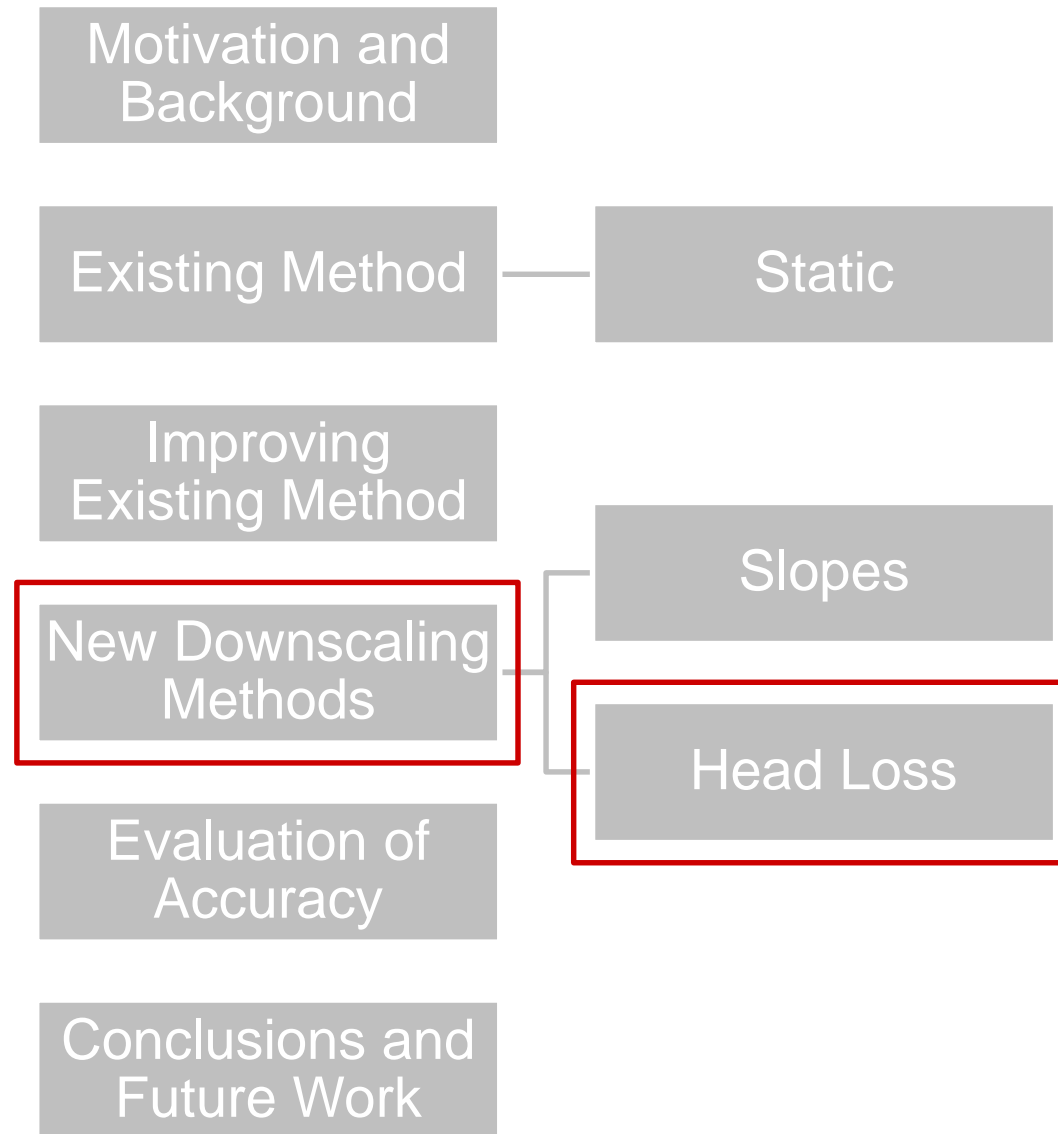 Motivation and
Background
Existing Method
Static
Improving
Existing Method
Slopes
New Downscaling
Methods
Head Loss
Evaluation of
Accuracy
Conclusions and
Future Work